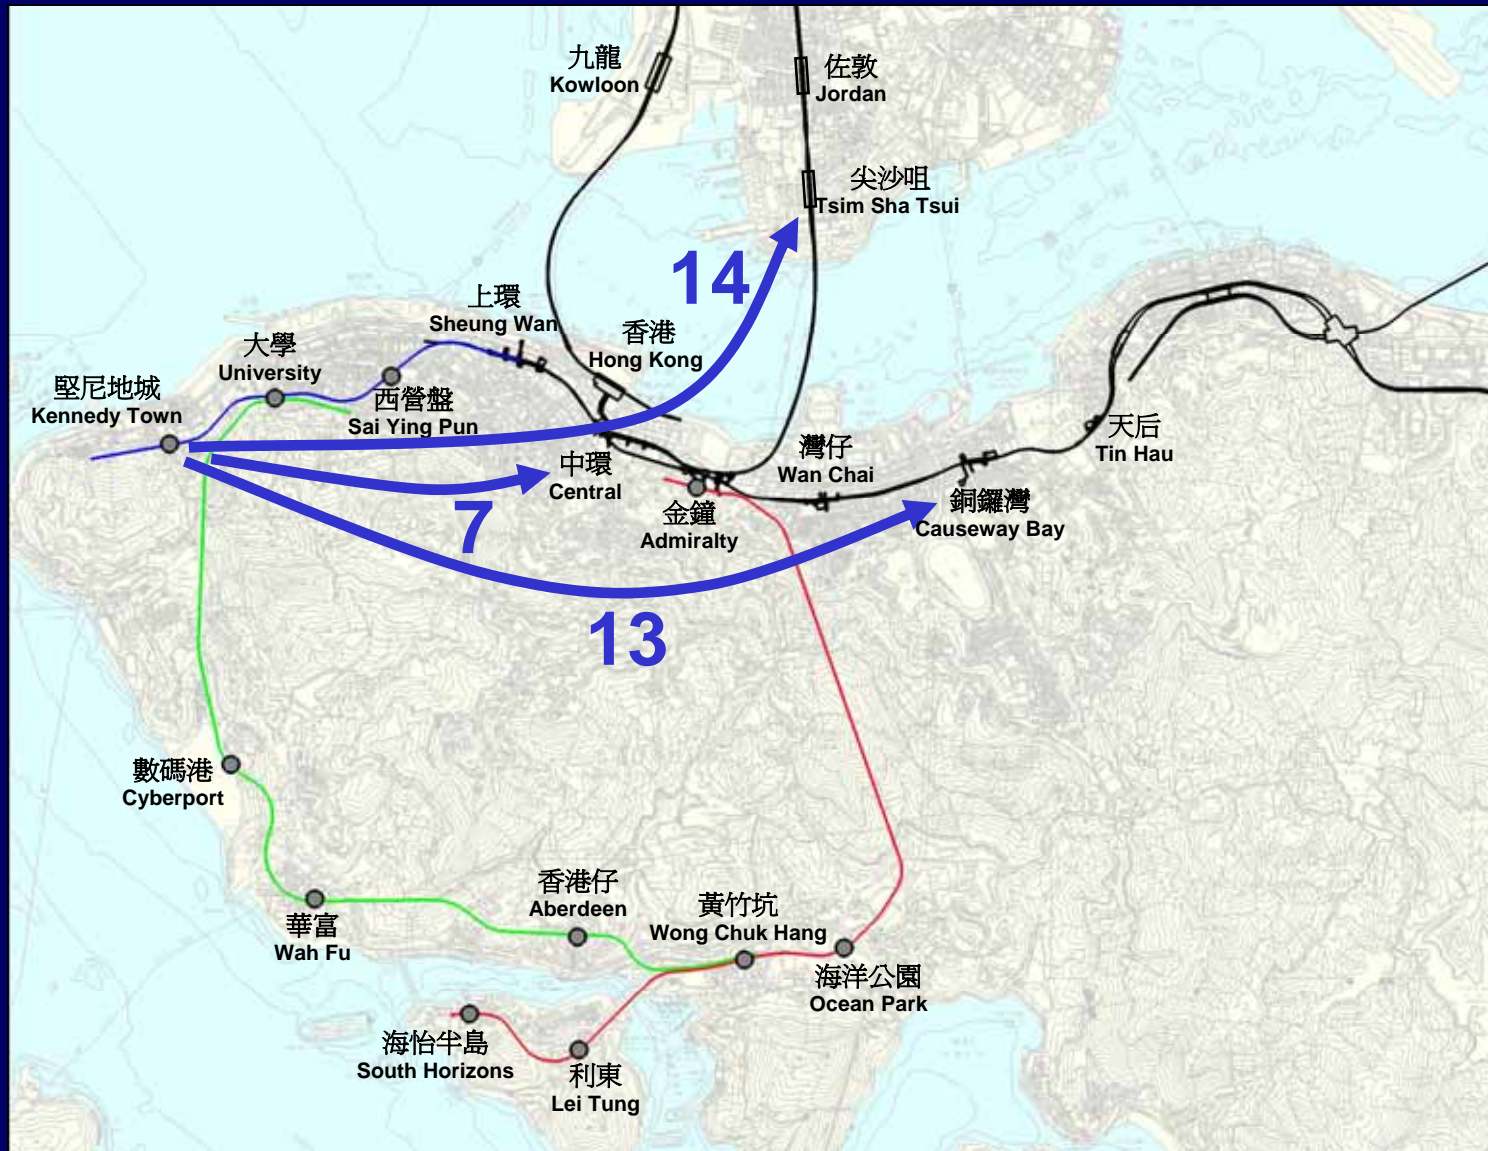 九龍
Kowloon
佐敦
Jordan
尖沙咀
Tsim Sha Tsui
14
上環
Sheung Wan
香港
Hong Kong
大學
University
堅尼地城
Kennedy Town
西營盤
Sai Ying Pun
中環
Central
灣仔
Wan Chai
天后
Tin Hau
銅鑼灣
Causeway Bay
金鐘
Admiralty
7
13
數碼港
Cyberport
香港仔
Aberdeen
黃竹坑
Wong Chuk Hang
華富
Wah Fu
海洋公園
Ocean Park
海怡半島
South Horizons
利東
Lei Tung